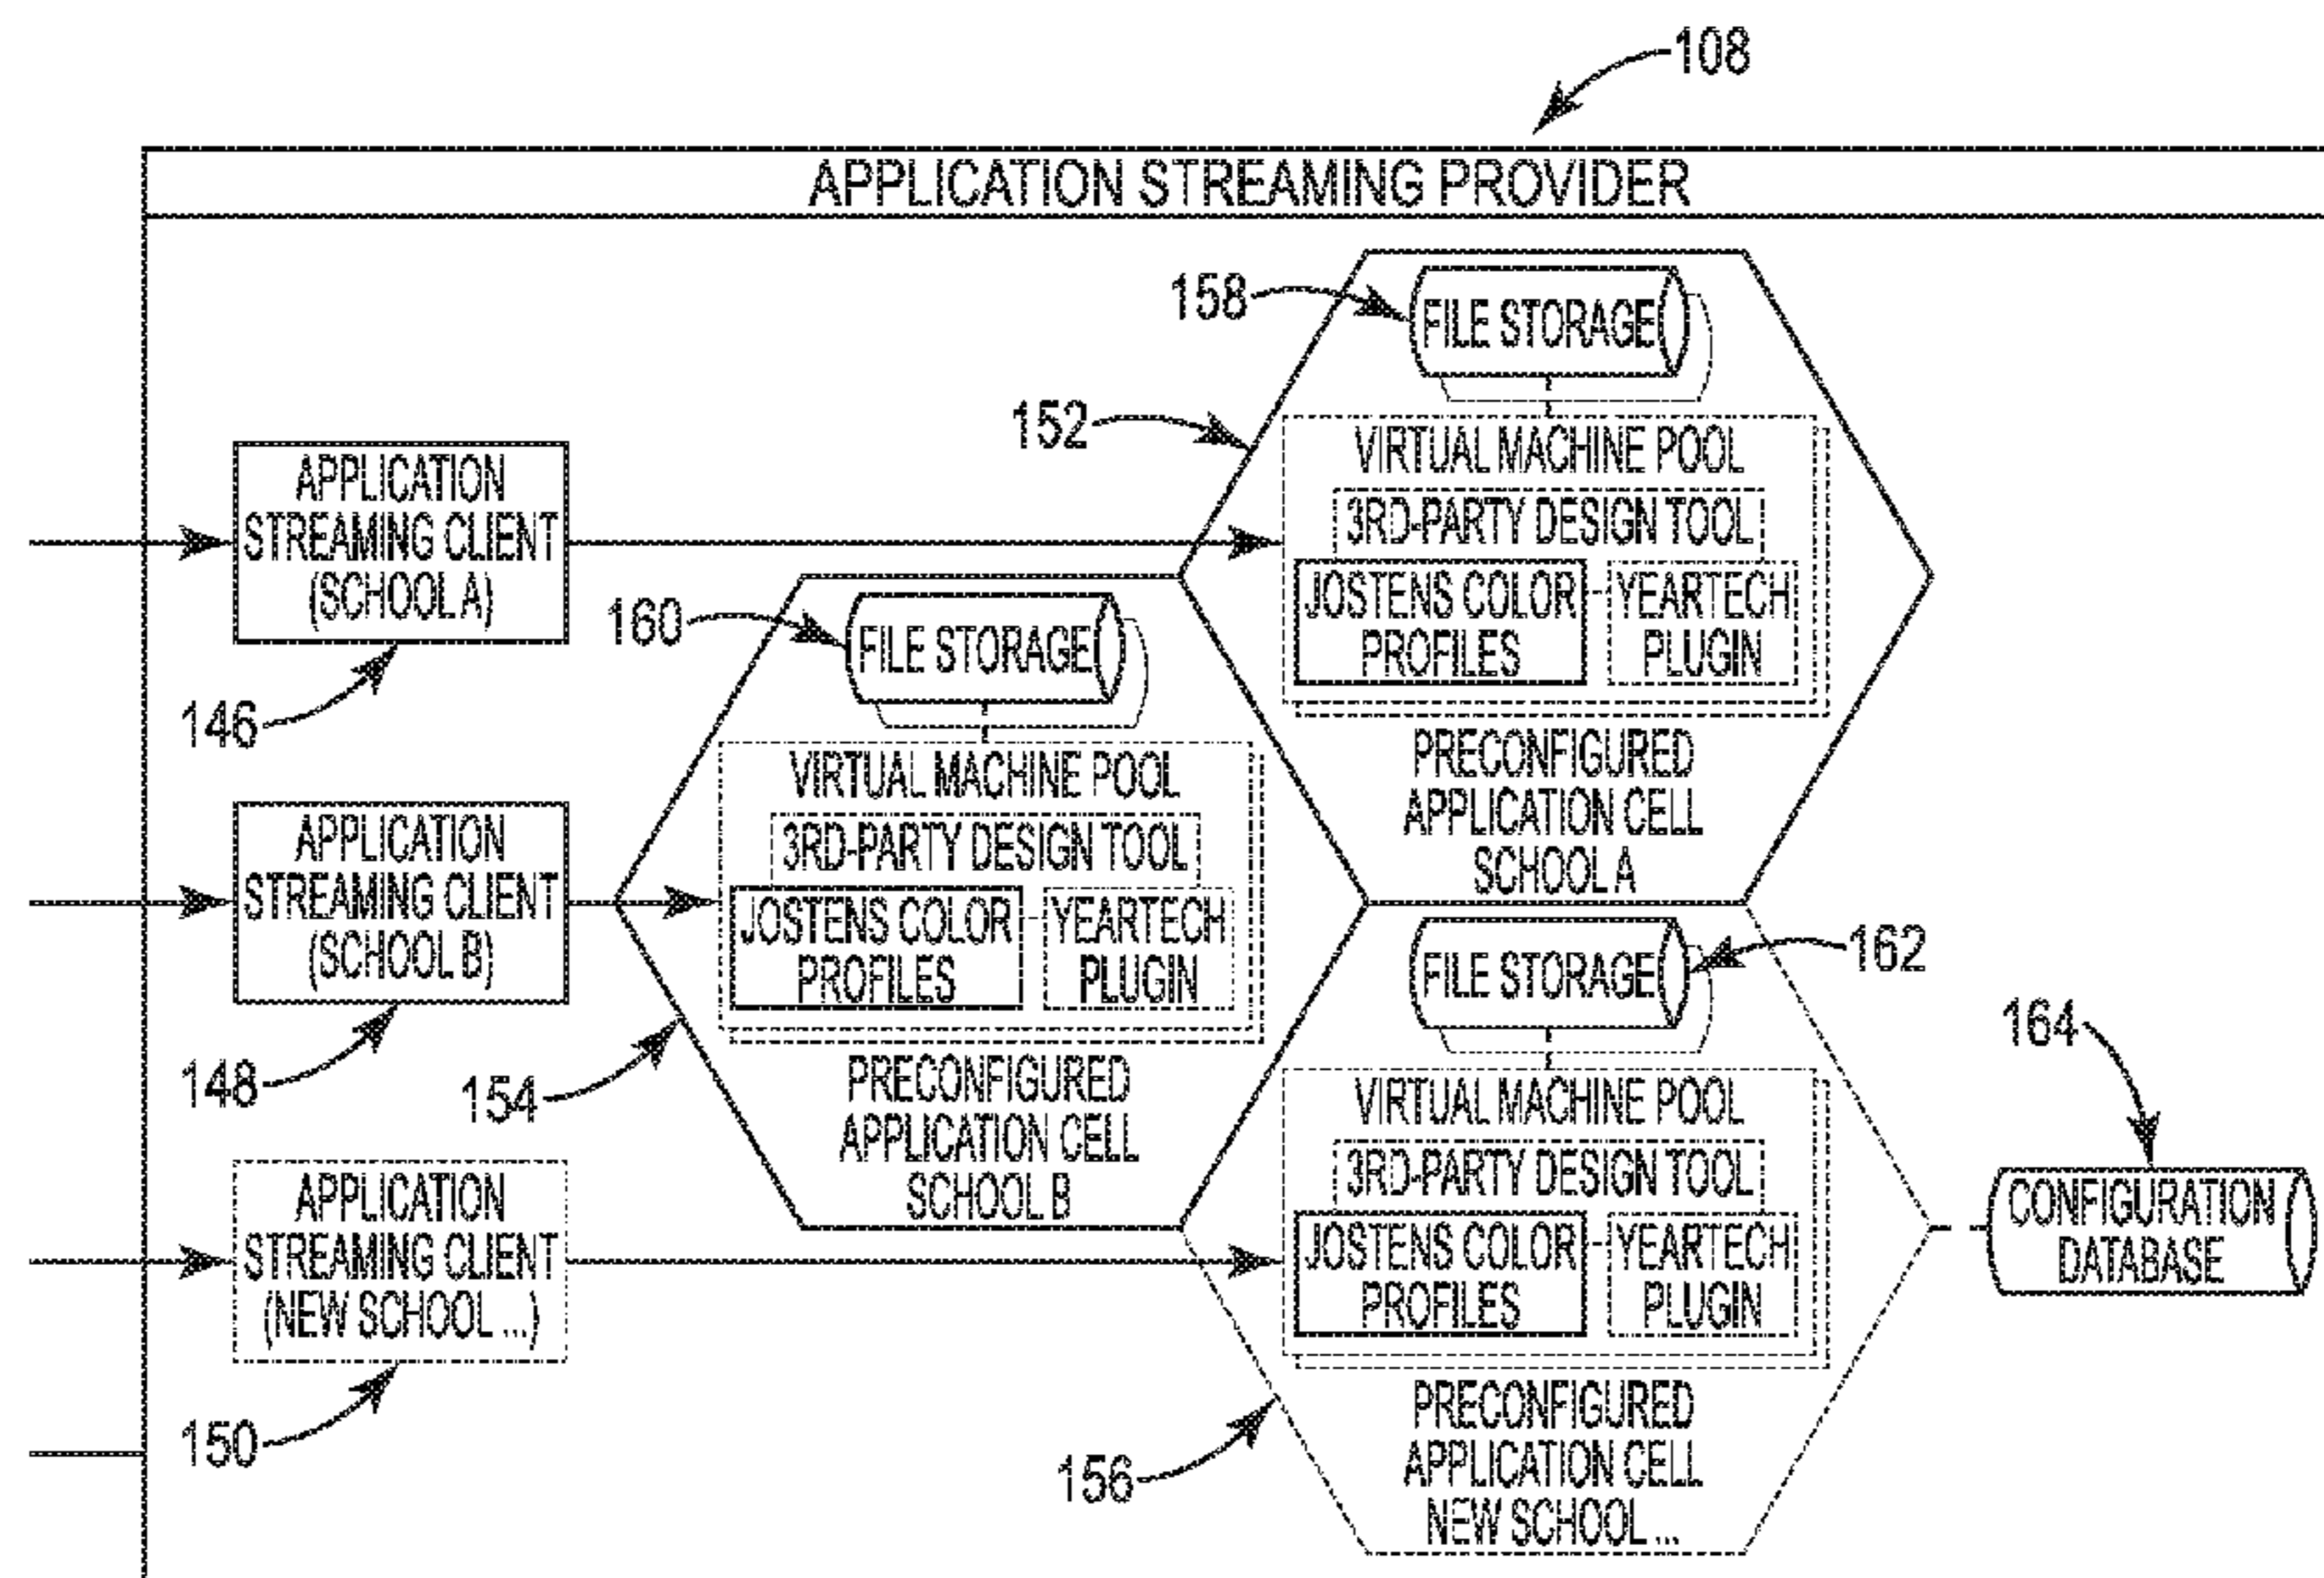 108
APPLICATION STREAMING PROVIDER
158
FILE STORAGE
152
VIRTUAL MACHINE POOL
3RD-PARTY DESIGN TOOL
JOSTENS COLOR
PROFILES
YEARTECH
PLUGIN
PRECONFIGURED
APPLICATION CELL
SCHOOL A
APPLICATION
STREAMING CLIENT
(SCHOOL A)
146
160
FILE STORAGE
VIRTUAL MACHINE POOL
3RD-PARTY DESIGN TOOL
JOSTENS COLOR
PROFILES
YEARTECH
PLUGIN
PRECONFIGURED
APPLICATION CELL
SCHOOL B
154
APPLICATION
STREAMING CLIENT
(SCHOOL B)
148
FILE STORAGE
162
VIRTUAL MACHINE POOL
3RD-PARTY DESIGN TOOL
JOSTENS COLOR
PROFILES
YEARTECH
PLUGIN
PRECONFIGURED
APPLICATION CELL
NEW SCHOOL ...
156
164
CONFIGURATION
DATABASE
APPLICATION
STREAMING CLIENT
(NEW SCHOOL ...)
150